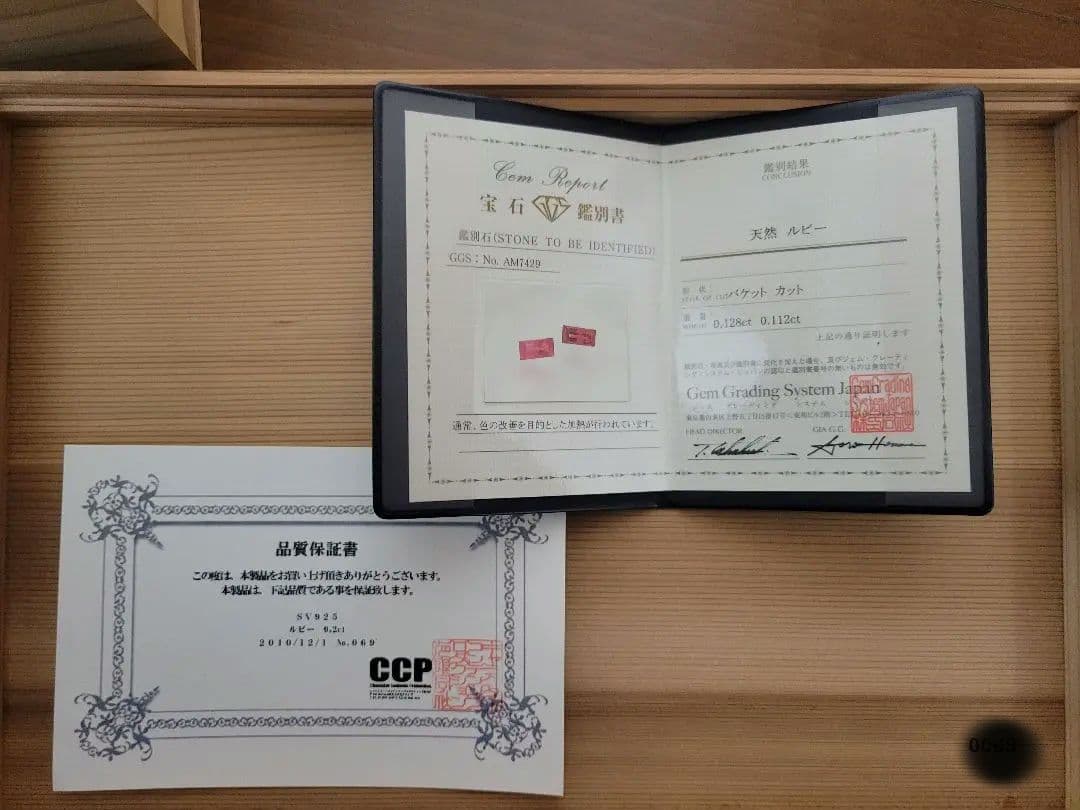 Gem Report
宝石 GGS 鑑別書
鑑別石(STONE TO BE IDENTIFIED)
GGS : No. AM7429
通常、色の改善を目的とした加熱が行われています。
鑑別結果
CONCLUSION
天然 ルビー
バケット カット
重量 0.128ct 0.112ct
上記の通り証明します
Gem Grading System Japan
HEAD DIRECTOR GIA G.G.
Gem Grading
System Japan
品質保証書
この度は、本製品をお買い上げ頂きありがとうございます。
本製品は、下記品質である事を保証致します。
SV925
ルビー 0.2ct
2010/12/1 No.069
CCP